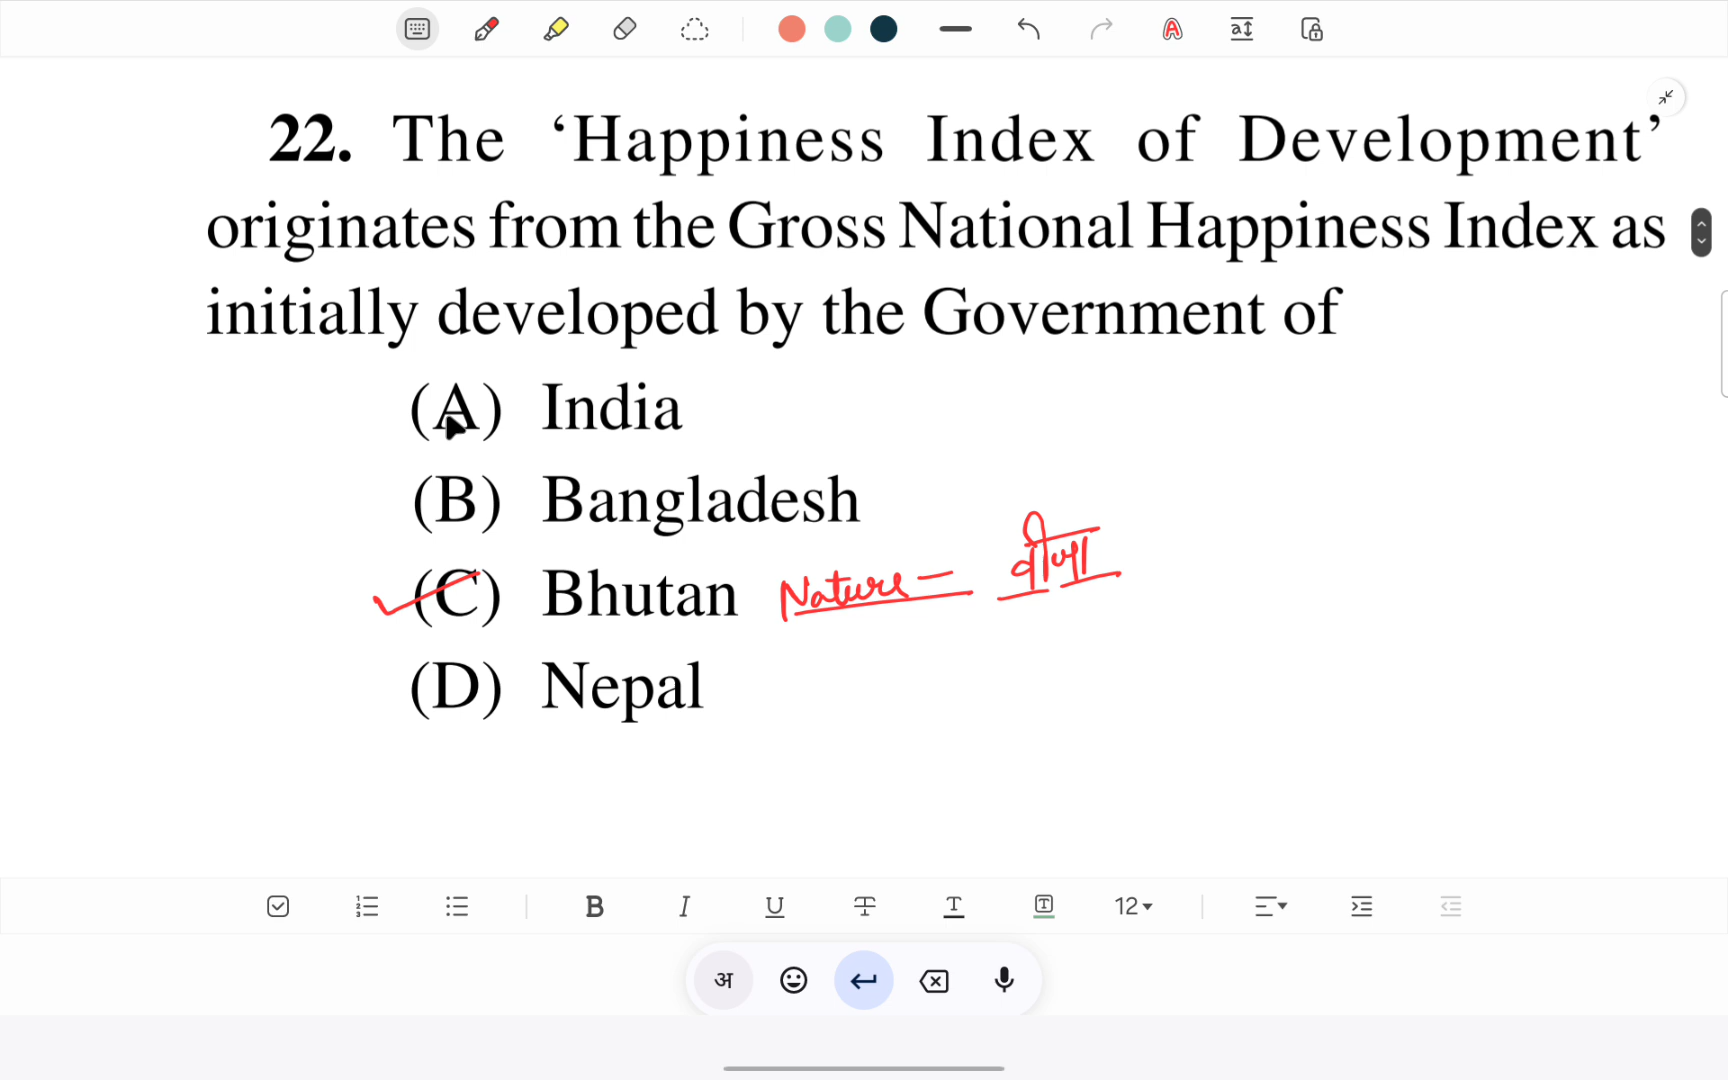 22. The ‘Happiness Index of Development’
originates from the Gross National Happiness Index as
initially developed by the Government of
(A) India
(B) Bangladesh
(C) Bhutan Nature -
(D) Nepal
B I U T T T 12
अ